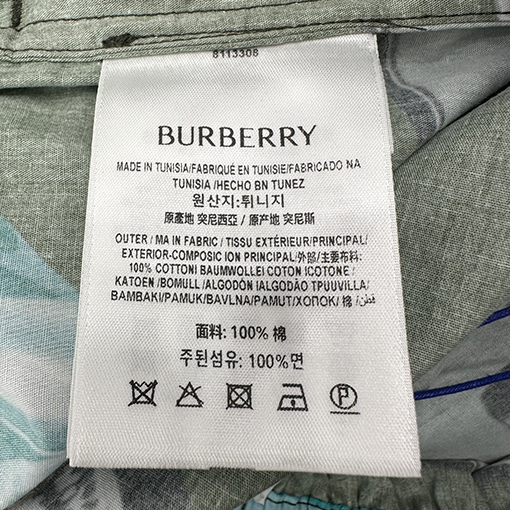 8113308
BURBERRY
MADE IN TUNISIA/FABRIQUÉ EN TUNISIE/FABRICADO NA
TUNISIA /HECHO BN TUNEZ
원산지:튀니지
原產地 突尼西亞 / 原产地 突尼斯
OUTER / MA IN FABRIC / TISSU EXTÉRIEUR/PRINCIPAL/
EXTERIOR-COMPOSIC ION PRINCIPAL/外部/主要布料:
100% COTTONI BAUMWOLLEI COTON ICOTONE /
KATOEN /BOMULL /ALGODÓN IALGODÃO TPUUVILLA/
BAMBAKI/PAMUK/BAVLNA/PAMUT/ХОПОК/ 棉 /قطن
面料: 100% 棉
주된섬유: 100%면
P